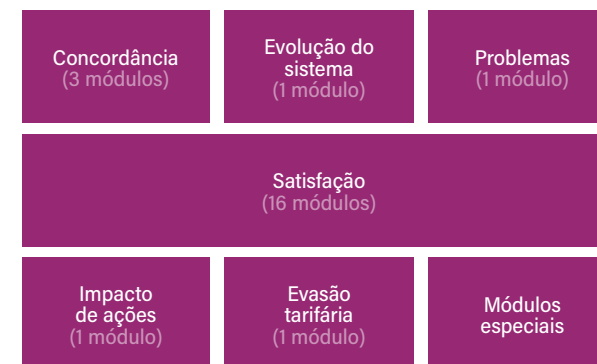 Concordância
(3 módulos)
Evolução do
sistema
(1 módulo)
Problemas
(1 módulo)
Satisfação
(16 módulos)
Impacto
de ações
(1 módulo)
Evasão
tarifária
(1 módulo)
Módulos
especiais